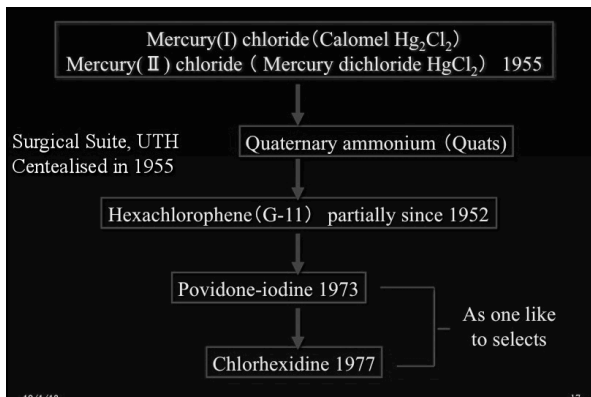 Mercury(I) chloride(Calomel Hg₂Cl₂)
Mercury(Ⅱ) chloride ( Mercury dichloride HgCl₂) 1955
Surgical Suite, UTH
Centealised in 1955
Quaternary ammonium (Quats)
Hexachlorophene(G-11) partially since 1952
Povidone-iodine 1973
As one like
to selects
Chlorhexidine 1977
17